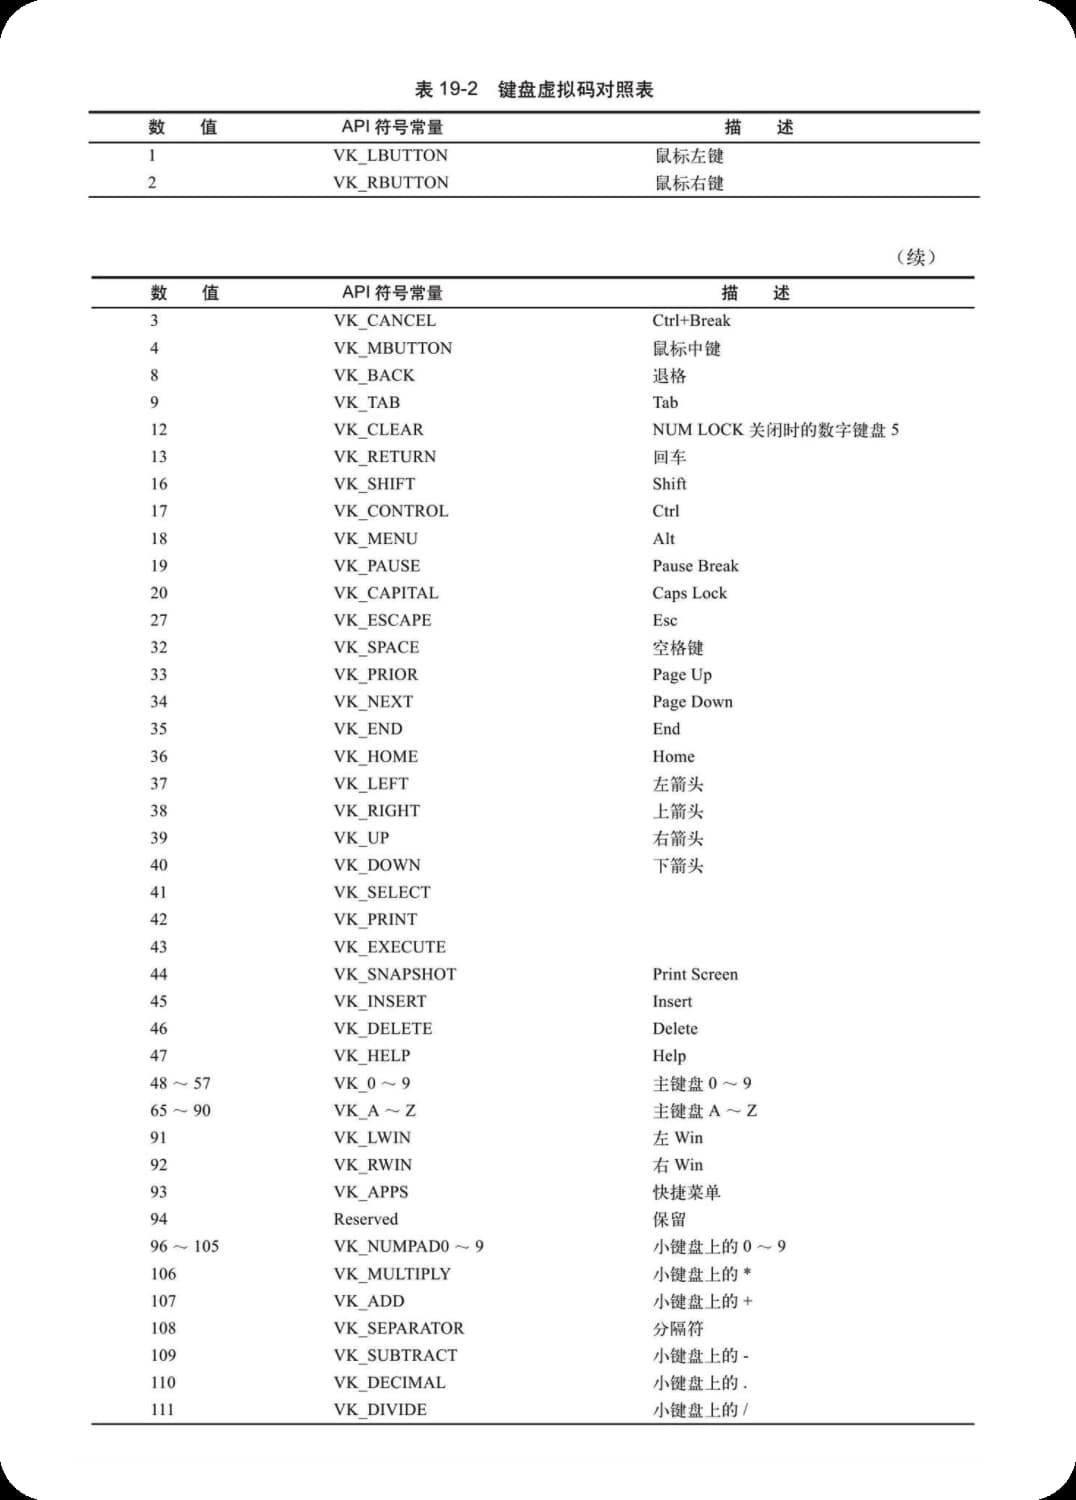 表 19-2 键盘虚拟码对照表
数 值 API 符号常量 描 述
1 VK_LBUTTON 鼠标左键
2 VK_RBUTTON 鼠标右键
（续）
数 值 API 符号常量 描 述
3 VK_CANCEL Ctrl+Break
4 VK_MBUTTON 鼠标中键
8 VK_BACK 退格
9 VK_TAB Tab
12 VK_CLEAR NUM LOCK 关闭时的数字键盘 5
13 VK_RETURN 回车
16 VK_SHIFT Shift
17 VK_CONTROL Ctrl
18 VK_MENU Alt
19 VK_PAUSE Pause Break
20 VK_CAPITAL Caps Lock
27 VK_ESCAPE Esc
32 VK_SPACE 空格键
33 VK_PRIOR Page Up
34 VK_NEXT Page Down
35 VK_END End
36 VK_HOME Home
37 VK_LEFT 左箭头
38 VK_RIGHT 上箭头
39 VK_UP 右箭头
40 VK_DOWN 下箭头
41 VK_SELECT
42 VK_PRINT
43 VK_EXECUTE
44 VK_SNAPSHOT Print Screen
45 VK_INSERT Insert
46 VK_DELETE Delete
47 VK_HELP Help
48 ～ 57 VK_0 ～ 9 主键盘 0 ～ 9
65 ～ 90 VK_A ～ Z 主键盘 A ～ Z
91 VK_LWIN 左 Win
92 VK_RWIN 右 Win
93 VK_APPS 快捷菜单
94 Reserved 保留
96 ～ 105 VK_NUMPAD0 ～ 9 小键盘上的 0 ～ 9
106 VK_MULTIPLY 小键盘上的 *
107 VK_ADD 小键盘上的 +
108 VK_SEPARATOR 分隔符
109 VK_SUBTRACT 小键盘上的 -
110 VK_DECIMAL 小键盘上的 .
111 VK_DIVIDE 小键盘上的 /